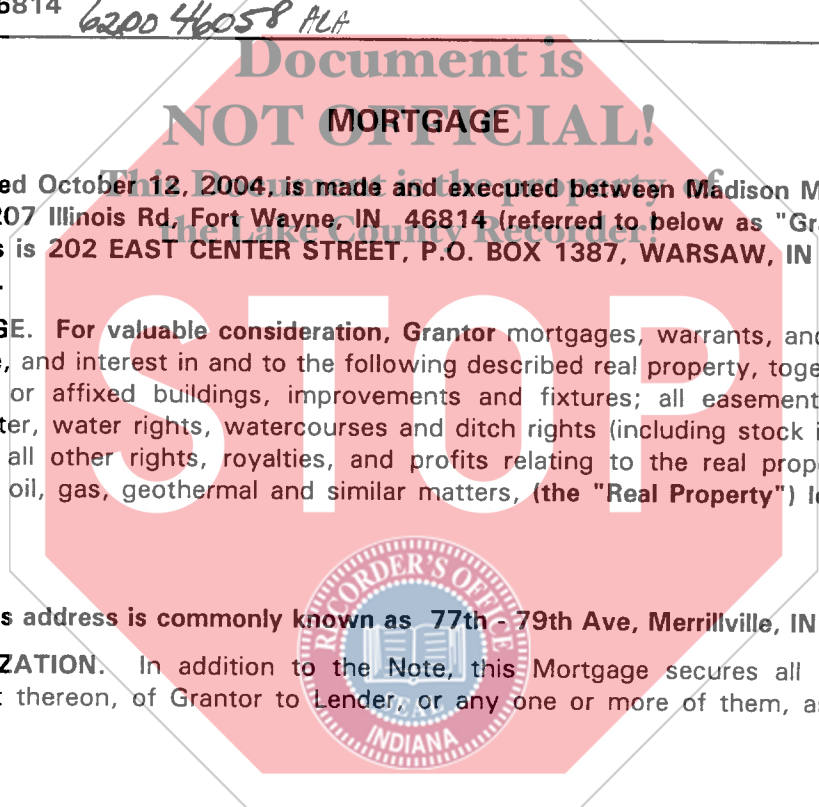 6814 6200 46058 ALA
Document is
NOT OFFICIAL!
MORTGAGE
This Document is the property of
the Lake County Recorder!
ed October 12, 2004, is made and executed between Madison M
207 Illinois Rd, Fort Wayne, IN 46814 (referred to below as "Gra
s is 202 EAST CENTER STREET, P.O. BOX 1387, WARSAW, IN
GE. For valuable consideration, Grantor mortgages, warrants, and
e, and interest in and to the following described real property, toge
or affixed buildings, improvements and fixtures; all easement
ter, water rights, watercourses and ditch rights (including stock i
all other rights, royalties, and profits relating to the real prop
oil, gas, geothermal and similar matters, (the "Real Property") l
STOP
RECORDER'S OFFICE
s address is commonly known as 77th - 79th Ave, Merrillville, IN
ZATION. In addition to the Note, this Mortgage secures all
t thereon, of Grantor to Lender, or any one or more of them, as
SEAL
INDIANA